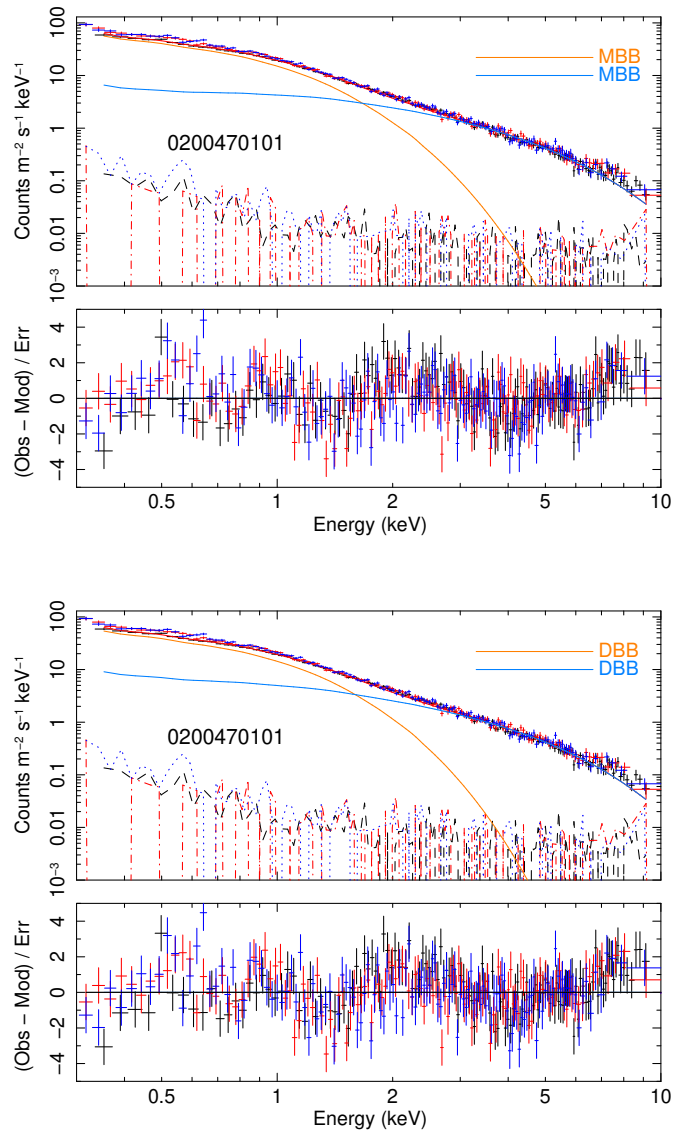 100
10
1
0.1
0.01
10⁻³
Counts m⁻² s⁻¹ keV⁻¹
MBB
MBB
0200470101
4
2
0
−2
−4
(Obs − Mod) / Err
0.5 1 2 5 10
Energy (keV)
100
10
1
0.1
0.01
10⁻³
Counts m⁻² s⁻¹ keV⁻¹
DBB
DBB
0200470101
4
2
0
−2
−4
(Obs − Mod) / Err
0.5 1 2 5 10
Energy (keV)